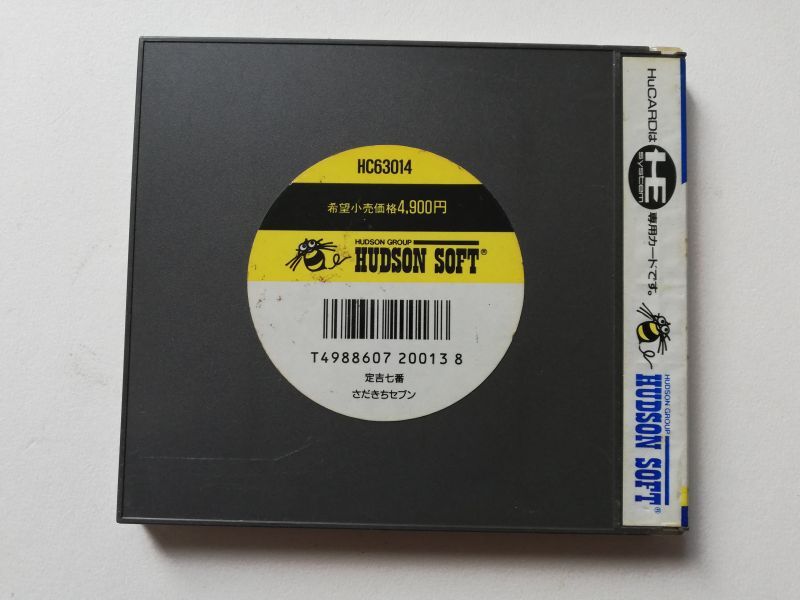 HC63014
希望小売価格4,900円
HUDSON GROUP
HUDSON SOFT®
T4988607 200138
定吉七番
さだきちセブン
HuCARDは HE system 専用カードです。
HUDSON GROUP
HUDSON SOFT®